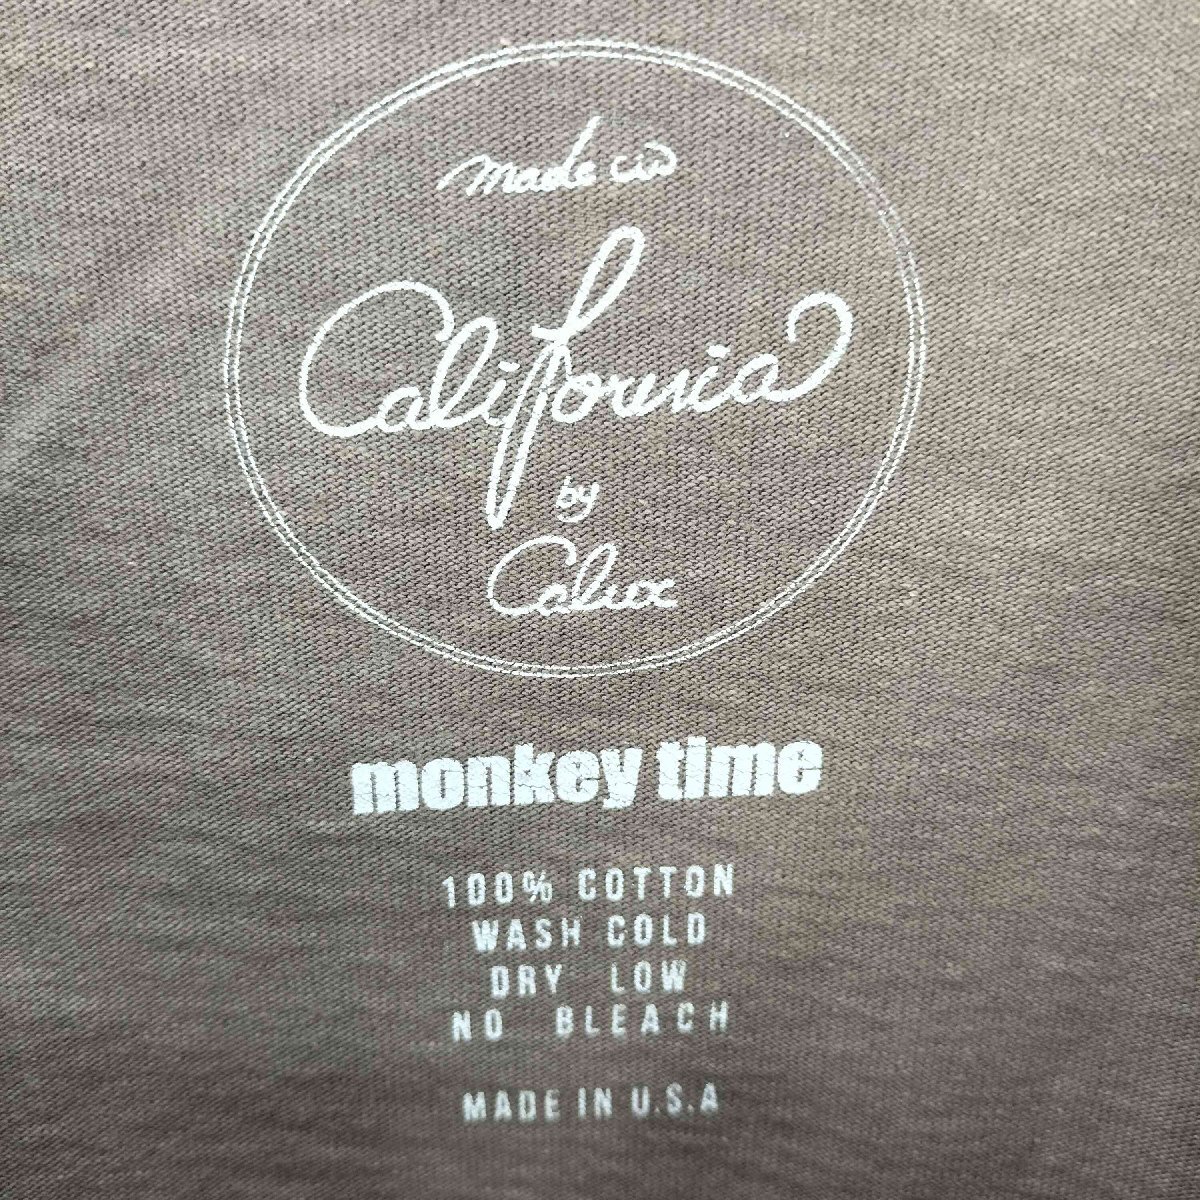 made in
California
by
Calux
monkey time
100% COTTON
WASH COLD
DRY LOW
NO BLEACH
MADE IN U.S.A